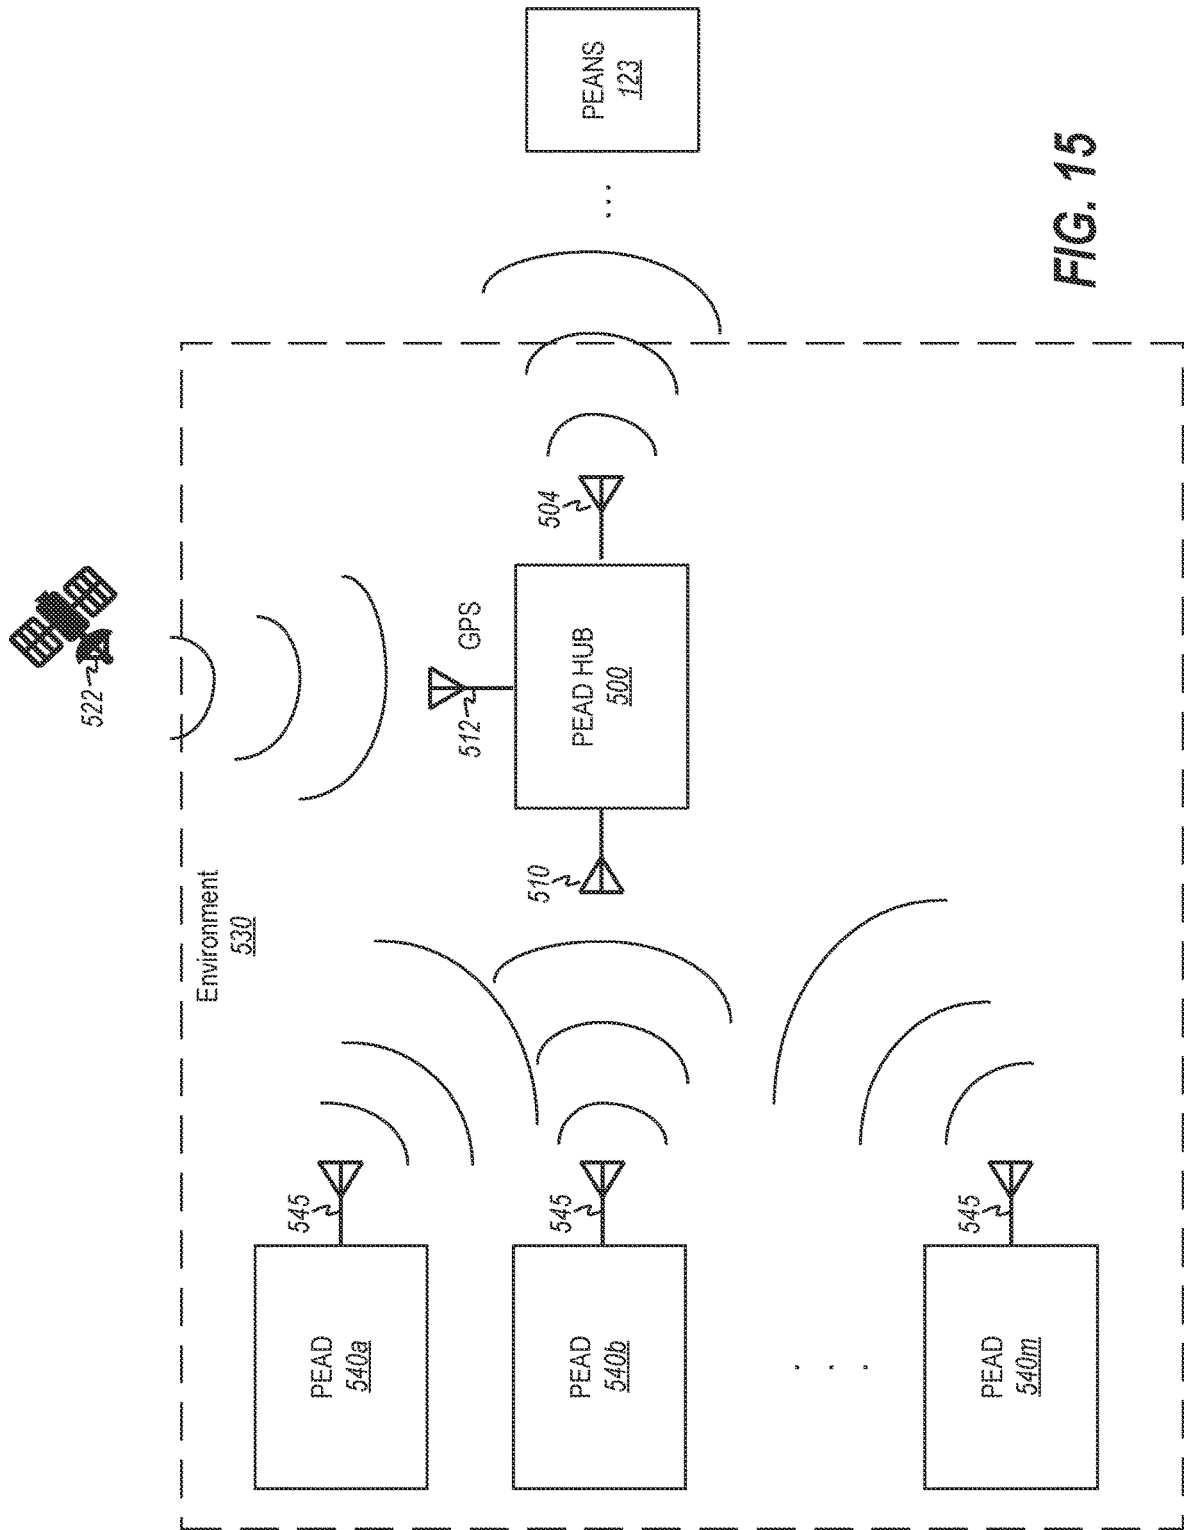 522
Environment
530
PEAD
540a
545
PEAD
540b
545
. . .
PEAD
540m
545
510
512
GPS
PEAD HUB
500
504
...
PEANS
123
FIG. 15